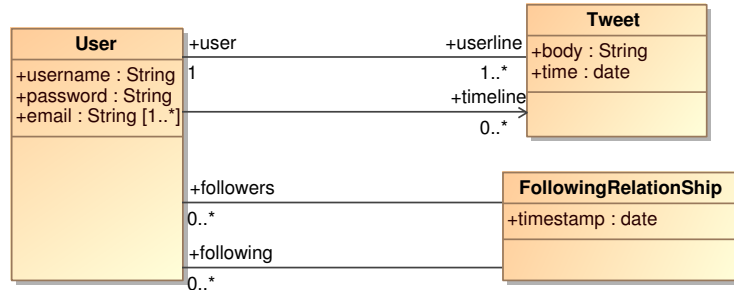 User
+username : String
+password : String
+email : String [1..*]
+user
1
+userline
1..*
+timeline
0..*
Tweet
+body : String
+time : date
+followers
0..*
+following
0..*
FollowingRelationShip
+timestamp : date